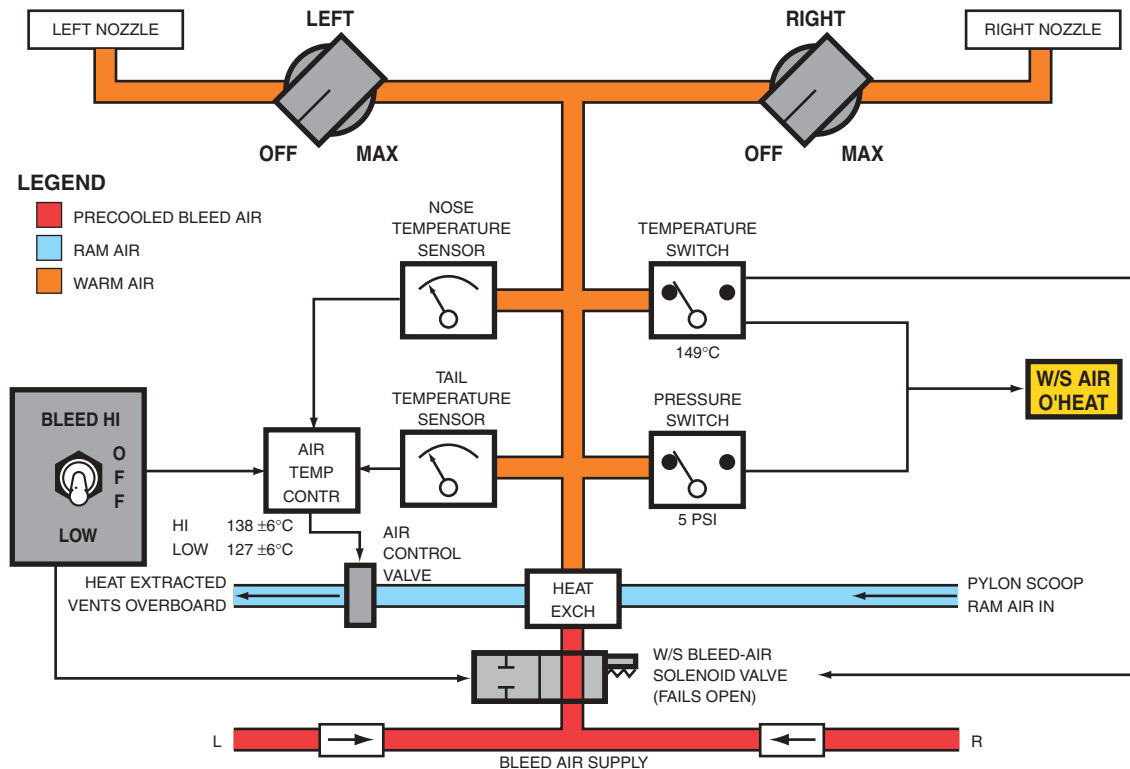 LEFT NOZZLE
LEFT
RIGHT
RIGHT NOZZLE
OFF
MAX
OFF
MAX
LEGEND
PRECOOLED BLEED AIR
RAM AIR
WARM AIR
NOSE
TEMPERATURE
SENSOR
TEMPERATURE
SWITCH
149°C
W/S AIR
O'HEAT
TAIL
TEMPERATURE
SENSOR
PRESSURE
SWITCH
5 PSI
BLEED HI
O
F
F
LOW
AIR
TEMP
CONTR
HI 138 ±6°C
LOW 127 ±6°C
AIR
CONTROL
VALVE
HEAT EXTRACTED
VENTS OVERBOARD
HEAT
EXCH
PYLON SCOOP
RAM AIR IN
W/S BLEED-AIR
SOLENOID VALVE
(FAILS OPEN)
L
R
BLEED AIR SUPPLY